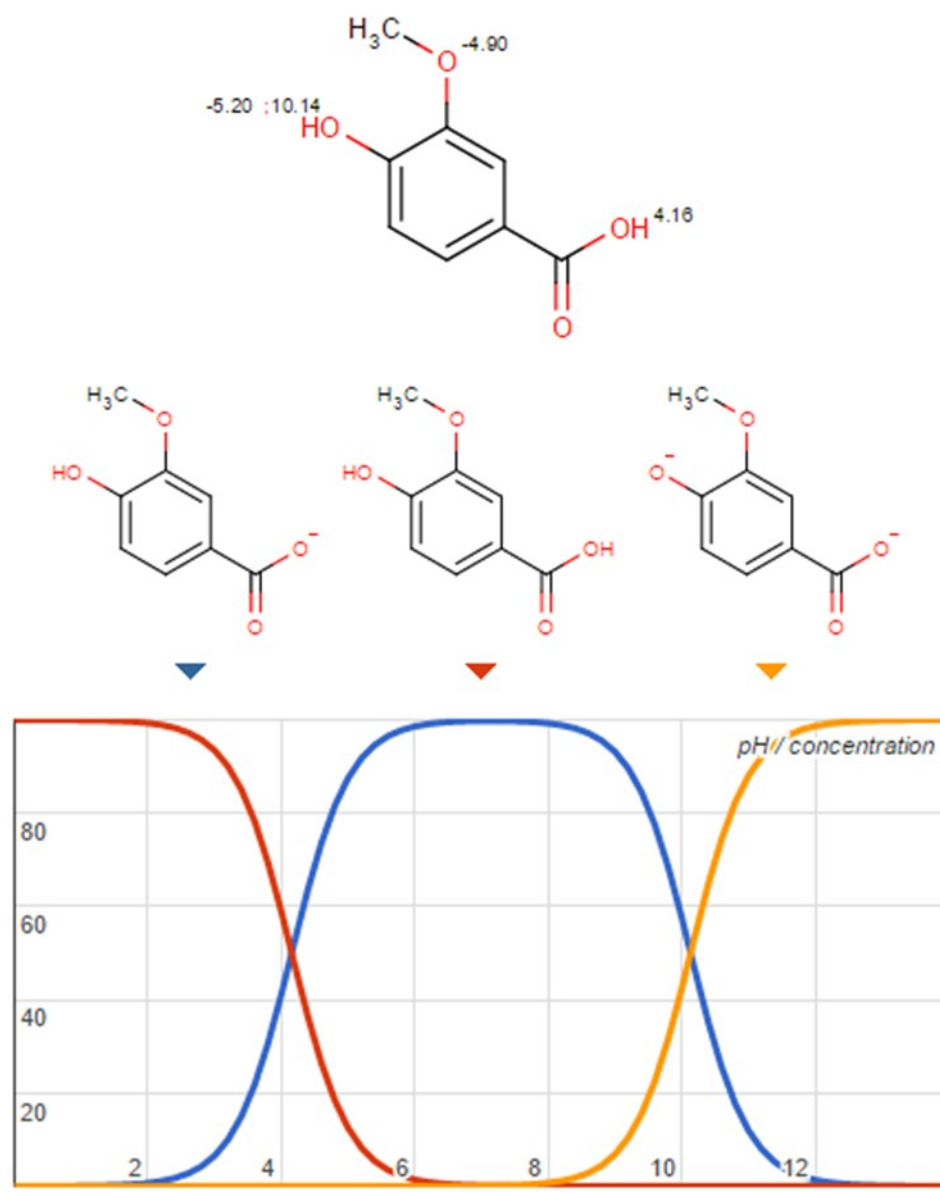 H₃C
O -4.90
-5.20 ;10.14
HO
OH 4.16
O
H₃C H₃C H₃C
O O O
HO HO O⁻
O⁻ OH O⁻
O O O
pH / concentration
80
60
40
20
2 4 6 8 10 12